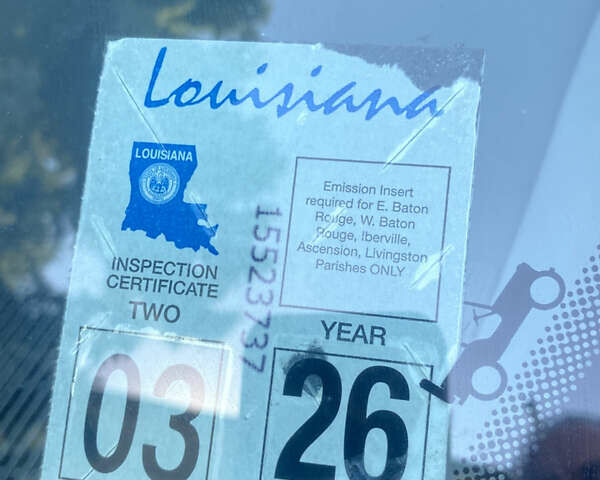 Louisiana
LOUISIANA
INSPECTION
CERTIFICATE
TWO
YEAR
15523737
Emission Insert
required for E. Baton
Rouge, W. Baton
Rouge, Iberville,
Ascension, Livingston
Parishes ONLY
03
26